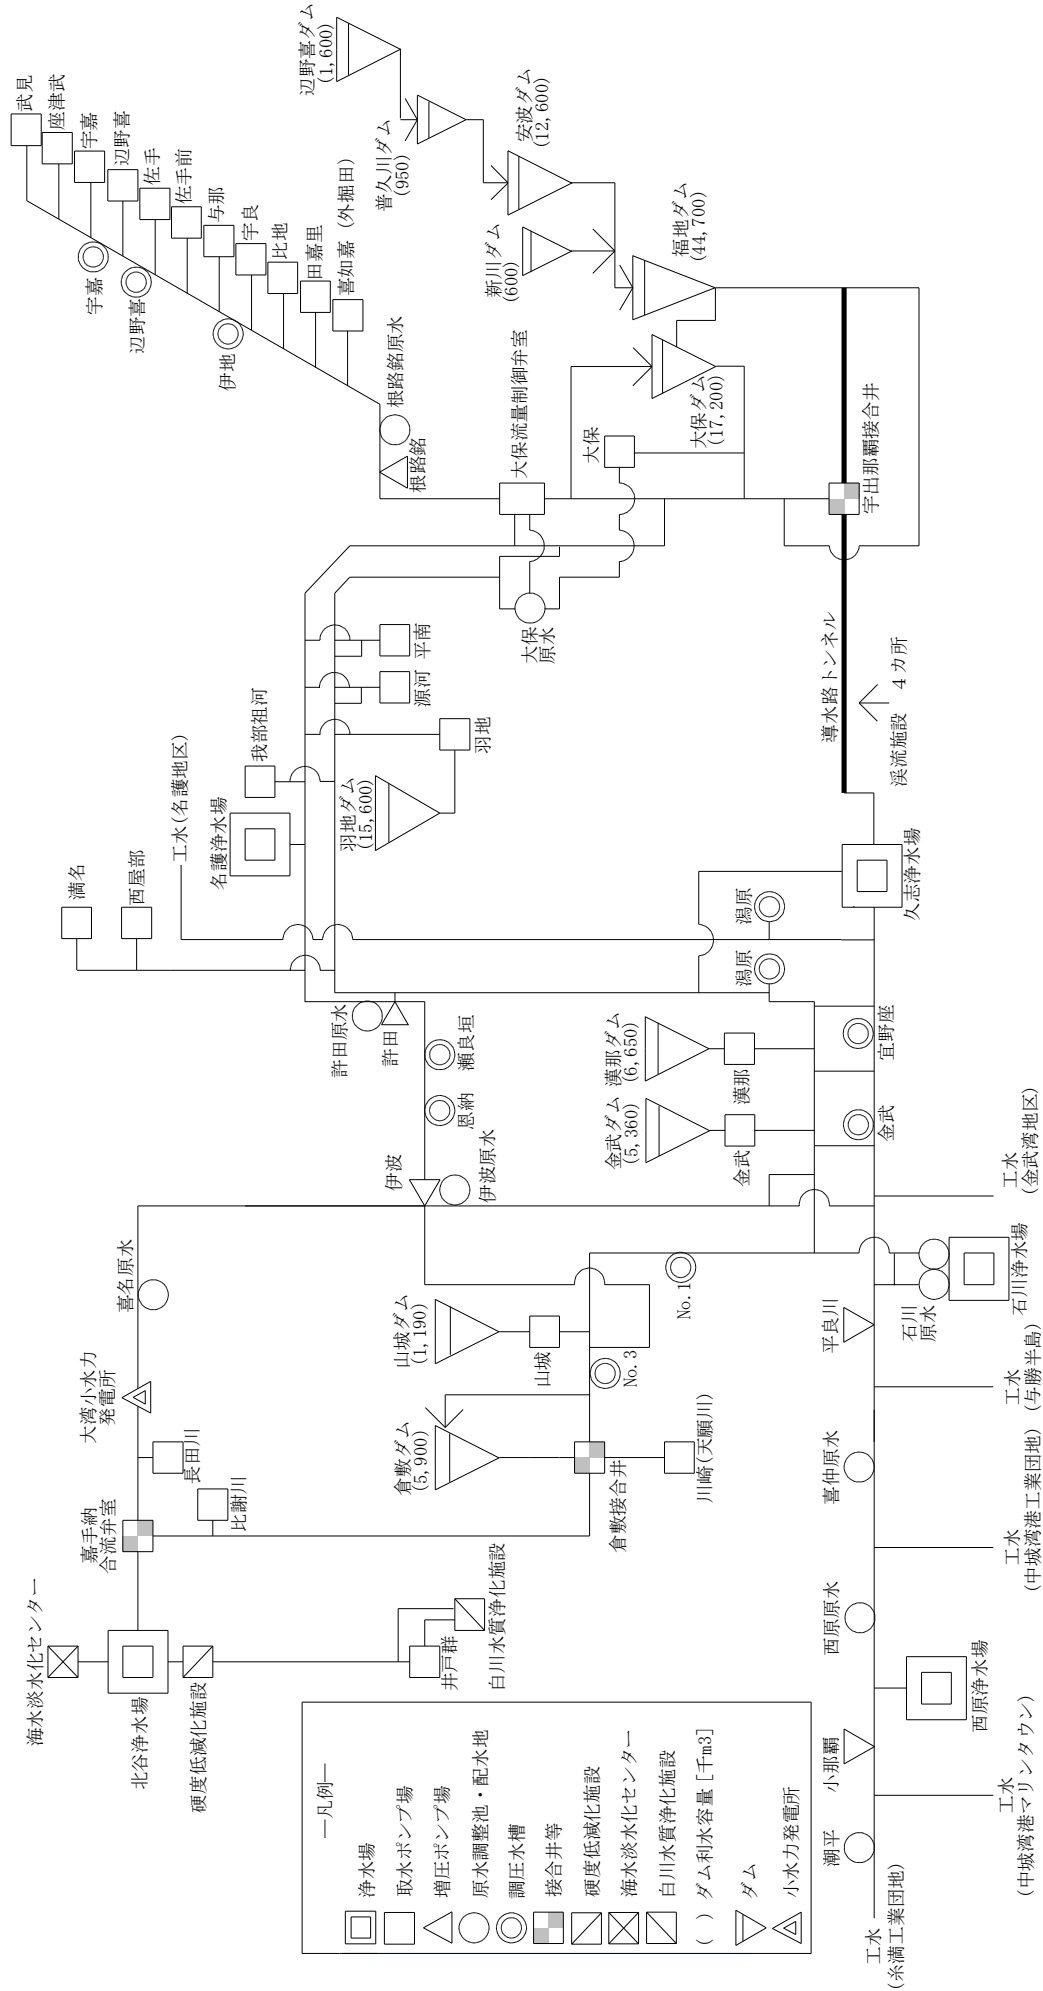 武見
座津武
宇嘉
辺野喜
佐手
佐手前
与那
宇良
比地
田嘉里
喜如嘉（外掘田）
宇嘉
辺野喜
伊地
根路銘原水
根路銘
辺野喜ダム
(1,600)
普久川ダム
(950)
安波ダム
(12,600)
新川ダム
(600)
福地ダム
(44,700)
大保ダム
(17,200)
大保流量制御弁室
大保
大保
原水
宇出那覇接合井
導水路トンネル
渓流施設　4カ所
平南
源河
羽地
羽地ダム
(15,600)
我部祖河
名護浄水場
工水(名護地区)
満名
西屋部
久志浄水場
潟原
潟原
許田原水
許田
瀬良垣
恩納
漢那ダム
(6,650)
漢那
金武ダム
(5,360)
金武
宜野座
金武
工水
(金武湾地区)
伊波
伊波原水
喜名原水
大湾小水力
発電所
長田川
比謝川
嘉手納
合流弁室
山城ダム
(1,190)
山城
No.1
No.3
倉敷ダム
(5,900)
倉敷接合井
川崎(天願川)
石川
原水
石川浄水場
平良川
工水
(与勝半島)
喜仲原水
工水
(中城湾港工業団地)
西原原水
西原浄水場
小那覇
工水
(中城湾港マリンタウン)
潮平
工水
(糸満工業団地)
海水淡水化センター
北谷浄水場
硬度低減化施設
井戸群
白川水質浄化施設
―凡例―
浄水場
取水ポンプ場
増圧ポンプ場
原水調整池・配水地
調圧水槽
接合井等
硬度低減化施設
海水淡水化センター
白川水質浄化施設
( ) ダム利水容量[千m3]
ダム
小水力発電所